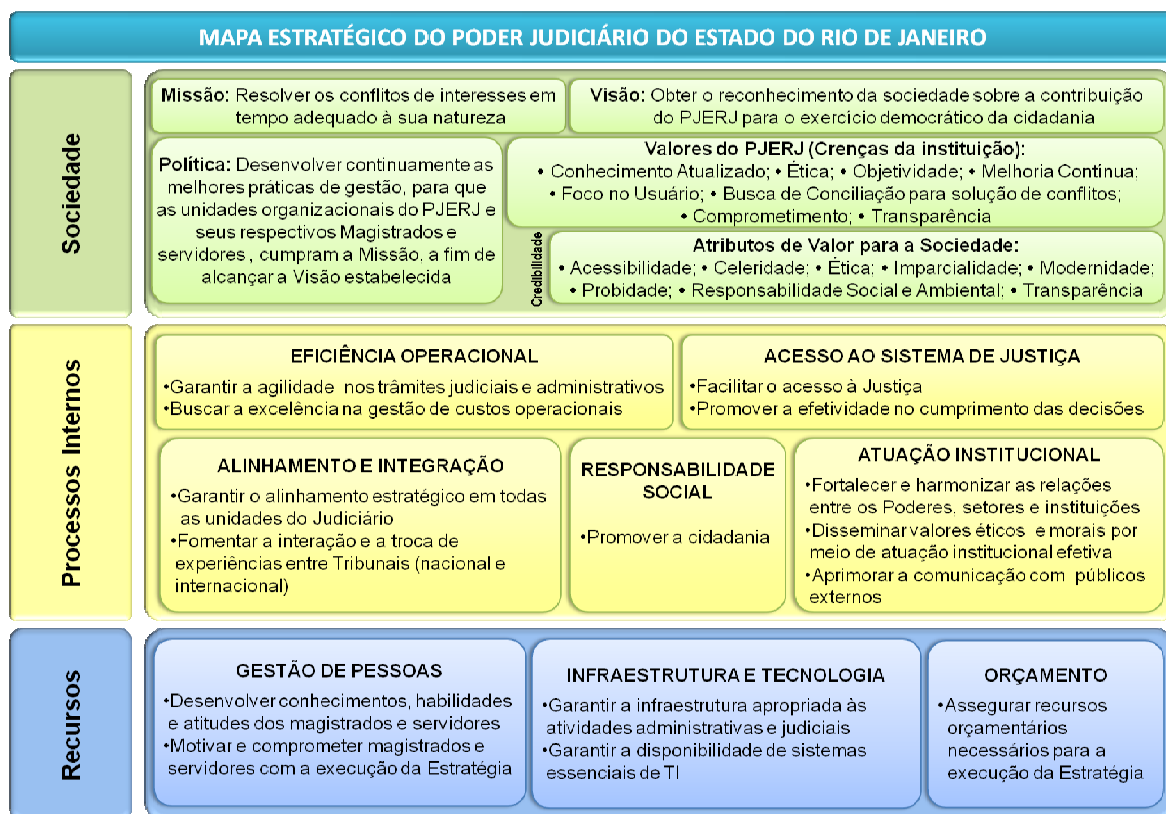 MAPA ESTRATÉGICO DO PODER JUDICIÁRIO DO ESTADO DO RIO DE JANEIRO
Sociedade
Missão: Resolver os conflitos de interesses em
tempo adequado à sua natureza
Visão: Obter o reconhecimento da sociedade sobre a contribuição
do PJERJ para o exercício democrático da cidadania
Política: Desenvolver continuamente as
melhores práticas de gestão, para que
as unidades organizacionais do PJERJ e
seus respectivos Magistrados e
servidores , cumpram a Missão, a fim de
alcançar a Visão estabelecida
Valores do PJERJ (Crenças da instituição):
• Conhecimento Atualizado; • Ética; • Objetividade; • Melhoria Continua;
• Foco no Usuário; • Busca de Conciliação para solução de conflitos;
• Comprometimento; • Transparência
Credibilidade
Atributos de Valor para a Sociedade:
• Acessibilidade; • Celeridade; • Ética; • Imparcialidade; • Modernidade;
• Probidade; • Responsabilidade Social e Ambiental; • Transparência
Processos Internos
EFICIÊNCIA OPERACIONAL
•Garantir a agilidade nos trâmites judiciais e administrativos
•Buscar a excelência na gestão de custos operacionais
ACESSO AO SISTEMA DE JUSTIÇA
•Facilitar o acesso à Justiça
•Promover a efetividade no cumprimento das decisões
ALINHAMENTO E INTEGRAÇÃO
•Garantir o alinhamento estratégico em todas
as unidades do Judiciário
•Fomentar a interação e a troca de
experiências entre Tribunais (nacional e
internacional)
RESPONSABILIDADE
SOCIAL
•Promover a cidadania
ATUAÇÃO INSTITUCIONAL
•Fortalecer e harmonizar as relações
entre os Poderes, setores e instituições
•Disseminar valores éticos e morais por
meio de atuação institucional efetiva
•Aprimorar a comunicação com públicos
externos
Recursos
GESTÃO DE PESSOAS
•Desenvolver conhecimentos, habilidades
e atitudes dos magistrados e servidores
•Motivar e comprometer magistrados e
servidores com a execução da Estratégia
INFRAESTRUTURA E TECNOLOGIA
•Garantir a infraestrutura apropriada às
atividades administrativas e judiciais
•Garantir a disponibilidade de sistemas
essenciais de TI
ORÇAMENTO
•Assegurar recursos
orçamentários
necessários para a
execução da Estratégia